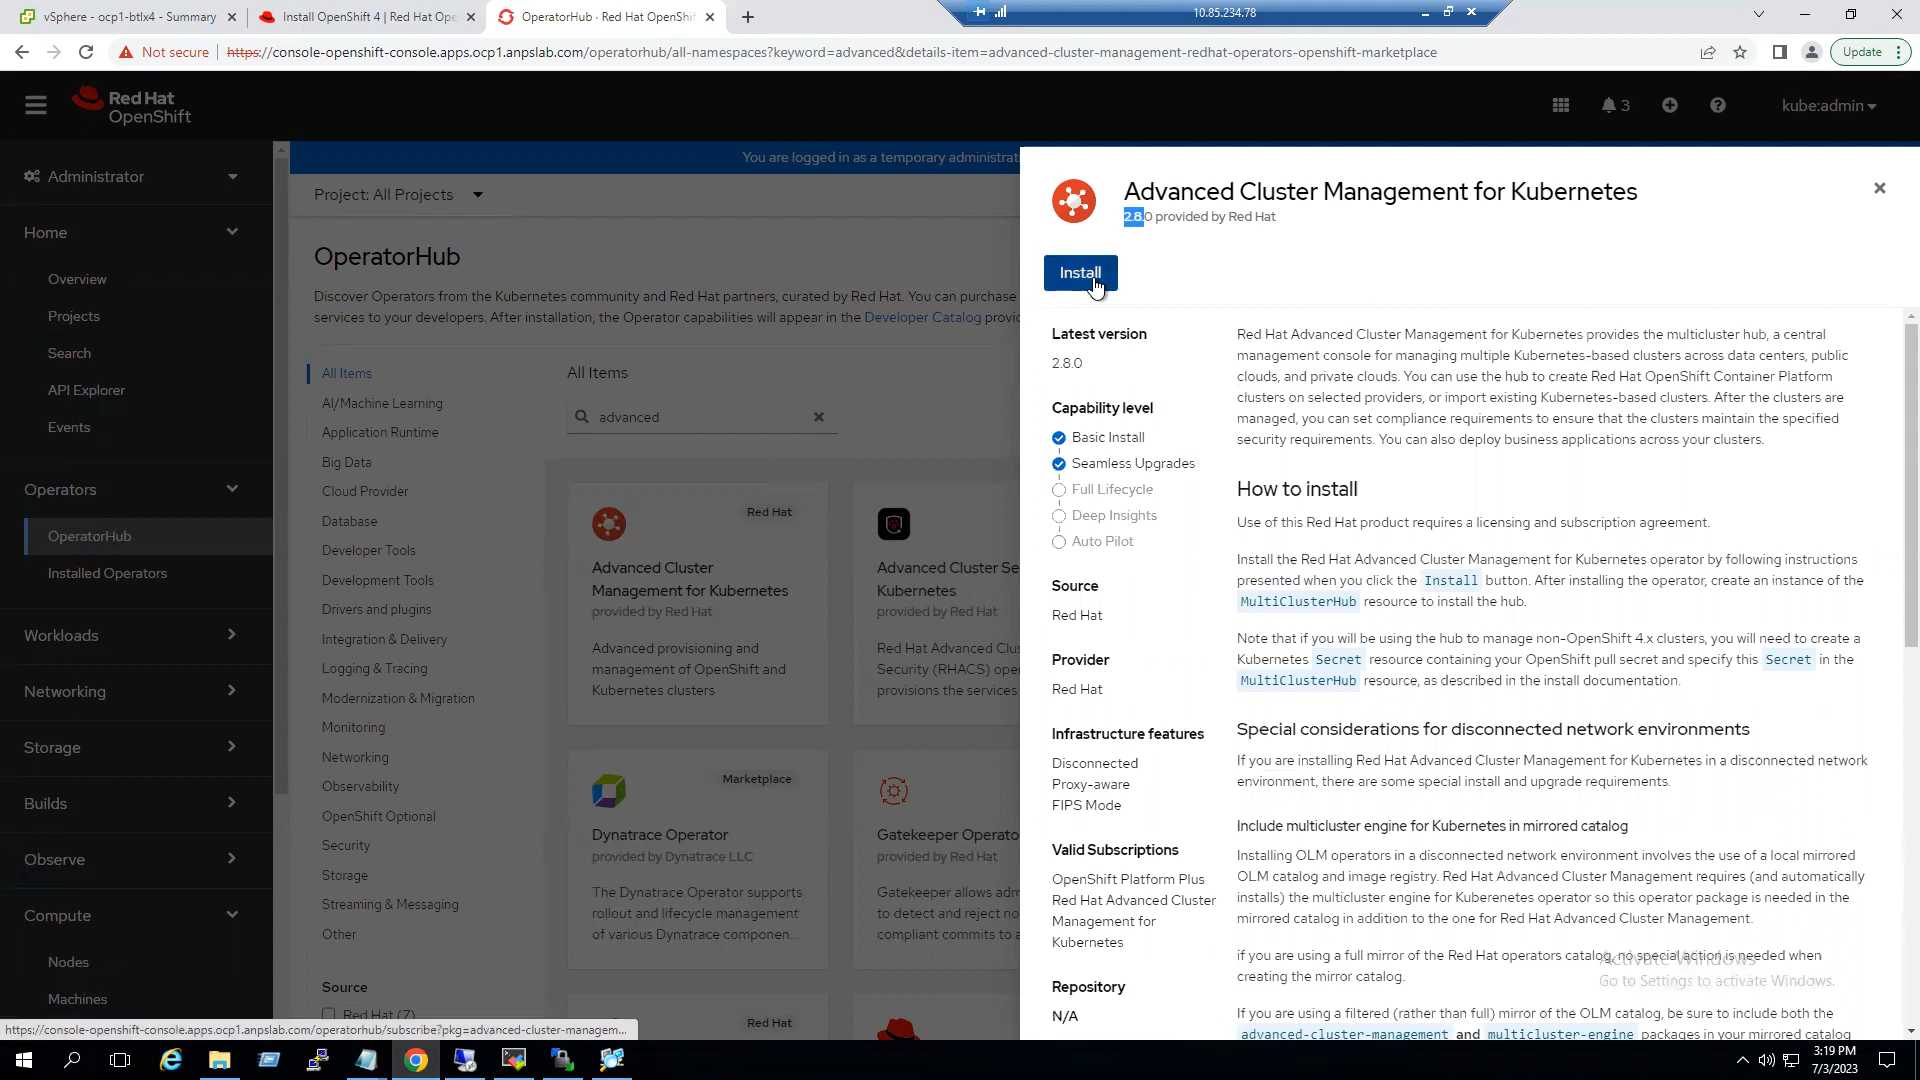 vSphere - ocp1-btlx4 - Summary
Install OpenShift 4 | Red Hat Ope
OperatorHub · Red Hat OpenShif
10.85.234.78
Not secure
https://console-openshift-console.apps.ocp1.anpslab.com/operatorhub/all-namespaces?keyword=advanced&details-item=advanced-cluster-management-redhat-operators-openshift-marketplace
Update
Red Hat
OpenShift
3
kube:admin
Administrator
Home
Overview
Projects
Search
API Explorer
Events
Operators
OperatorHub
Installed Operators
Workloads
Networking
Storage
Builds
Observe
Compute
Nodes
Machines
You are logged in as a temporary administrati
Project: All Projects
OperatorHub
Discover Operators from the Kubernetes community and Red Hat partners, curated by Red Hat. You can purchase
services to your developers. After installation, the Operator capabilities will appear in the Developer Catalog provi
All Items
AI/Machine Learning
Application Runtime
Big Data
Cloud Provider
Database
Developer Tools
Development Tools
Drivers and plugins
Integration & Delivery
Logging & Tracing
Modernization & Migration
Monitoring
Networking
Observability
OpenShift Optional
Security
Storage
Streaming & Messaging
Other
Source
Red Hat (7)
All Items
advanced
Red Hat
Advanced Cluster
Management for Kubernetes
provided by Red Hat
Advanced provisioning and
management of OpenShift and
Kubernetes clusters
Advanced Cluster Se
Kubernetes
provided by Red Hat
Red Hat Advanced Clus
Security (RHACS) oper
provisions the services
Marketplace
Dynatrace Operator
provided by Dynatrace LLC
The Dynatrace Operator supports
rollout and lifecycle management
of various Dynatrace componen...
Gatekeeper Operato
provided by Red Hat
Gatekeeper allows adm
to detect and reject no
compliant commits to a
Red Hat
Advanced Cluster Management for Kubernetes
2.8.0 provided by Red Hat
Install
Latest version
2.8.0
Capability level
Basic Install
Seamless Upgrades
Full Lifecycle
Deep Insights
Auto Pilot
Source
Red Hat
Provider
Red Hat
Infrastructure features
Disconnected
Proxy-aware
FIPS Mode
Valid Subscriptions
OpenShift Platform Plus
Red Hat Advanced Cluster
Management for
Kubernetes
Repository
N/A
Red Hat Advanced Cluster Management for Kubernetes provides the multicluster hub, a central
management console for managing multiple Kubernetes-based clusters across data centers, public
clouds, and private clouds. You can use the hub to create Red Hat OpenShift Container Platform
clusters on selected providers, or import existing Kubernetes-based clusters. After the clusters are
managed, you can set compliance requirements to ensure that the clusters maintain the specified
security requirements. You can also deploy business applications across your clusters.
How to install
Use of this Red Hat product requires a licensing and subscription agreement.
Install the Red Hat Advanced Cluster Management for Kubernetes operator by following instructions
presented when you click the Install button. After installing the operator, create an instance of the
MultiClusterHub resource to install the hub.
Note that if you will be using the hub to manage non-OpenShift 4.x clusters, you will need to create a
Kubernetes Secret resource containing your OpenShift pull secret and specify this Secret in the
MultiClusterHub resource, as described in the install documentation.
Special considerations for disconnected network environments
If you are installing Red Hat Advanced Cluster Management for Kubernetes in a disconnected network
environment, there are some special install and upgrade requirements.
Include multicluster engine for Kubernetes in mirrored catalog
Installing OLM operators in a disconnected network environment involves the use of a local mirrored
OLM catalog and image registry. Red Hat Advanced Cluster Management requires (and automatically
installs) the multicluster engine for Kubernetes operator so this operator package is needed in the
mirrored catalog in addition to the one for Red Hat Advanced Cluster Management.
if you are using a full mirror of the Red Hat operators catalog, no special action is needed when
creating the mirror catalog.
If you are using a filtered (rather than full) mirror of the OLM catalog, be sure to include both the
advanced-cluster-management and multicluster-engine packages in your mirrored catalog
Activate Windows
Go to Settings to activate Windows.
https://console-openshift-console.apps.ocp1.anpslab.com/operatorhub/subscribe?pkg=advanced-cluster-managem...
3:19 PM
7/3/2023